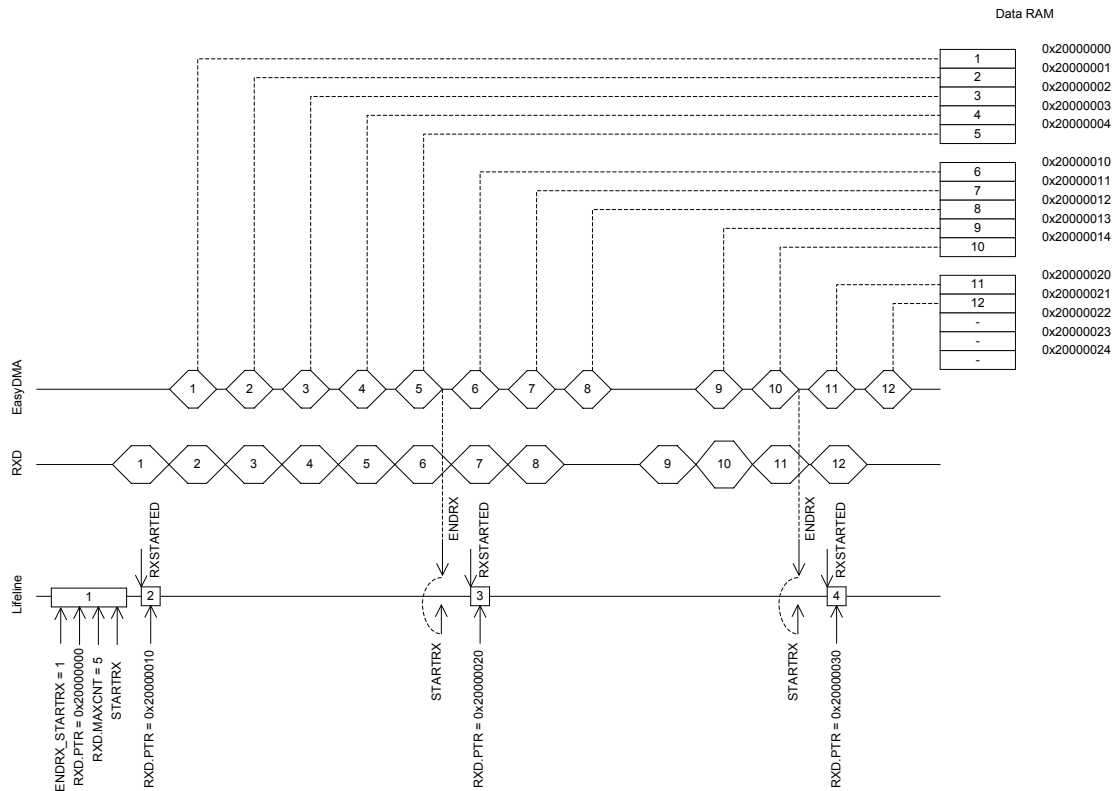 Data RAM
1
2
3
4
5
0x20000000
0x20000001
0x20000002
0x20000003
0x20000004
6
7
8
9
10
0x20000010
0x20000011
0x20000012
0x20000013
0x20000014
11
12
-
-
-
0x20000020
0x20000021
0x20000022
0x20000023
0x20000024
EasyDMA
1 2 3 4 5 6 7 8 9 10 11 12
RXD
1 2 3 4 5 6 7 8 9 10 11 12
Lifeline
1
2
3
4
RXSTARTED
ENDRX
RXSTARTED
ENDRX
RXSTARTED
ENDRX_STARTRX = 1
RXD.PTR = 0x20000000
RXD.MAXCNT = 5
STARTRX
RXD.PTR = 0x20000010
STARTRX
RXD.PTR = 0x20000020
STARTRX
RXD.PTR = 0x20000030